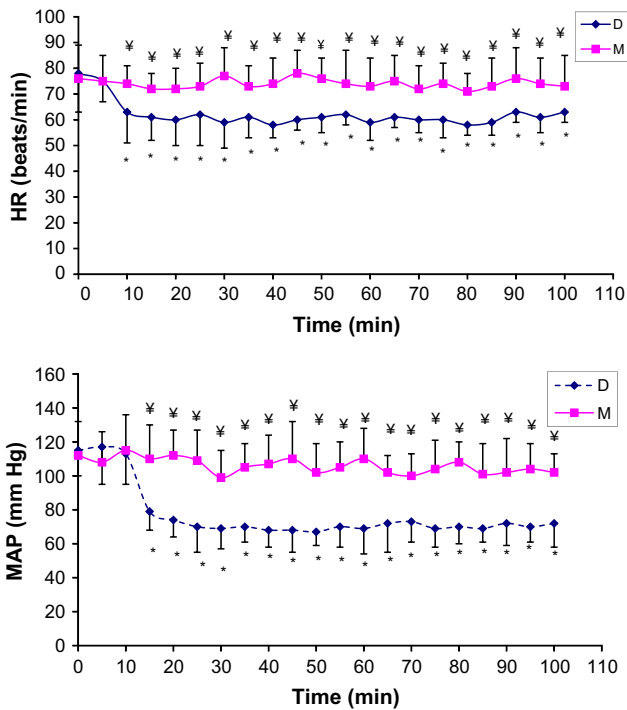 ¥ ¥ ¥ ¥ ¥ ¥ ¥ ¥ ¥ ¥ ¥ ¥ ¥ ¥ ¥ ¥ ¥ ¥ ¥
D
M
100
90
80
70
60
50
40
30
20
10
0
* * * * * * * * * * * * * * * * * * *
HR (beats/min)
0 10 20 30 40 50 60 70 80 90 100 110
Time (min)
D
M
160
140
120
100
80
60
40
20
0
¥ ¥ ¥ ¥ ¥ ¥ ¥ ¥ ¥ ¥ ¥ ¥ ¥ ¥ ¥ ¥ ¥ ¥
* * * * * * * * * * * * * * * * * *
MAP (mm Hg)
0 10 20 30 40 50 60 70 80 90 100 110
Time (min)